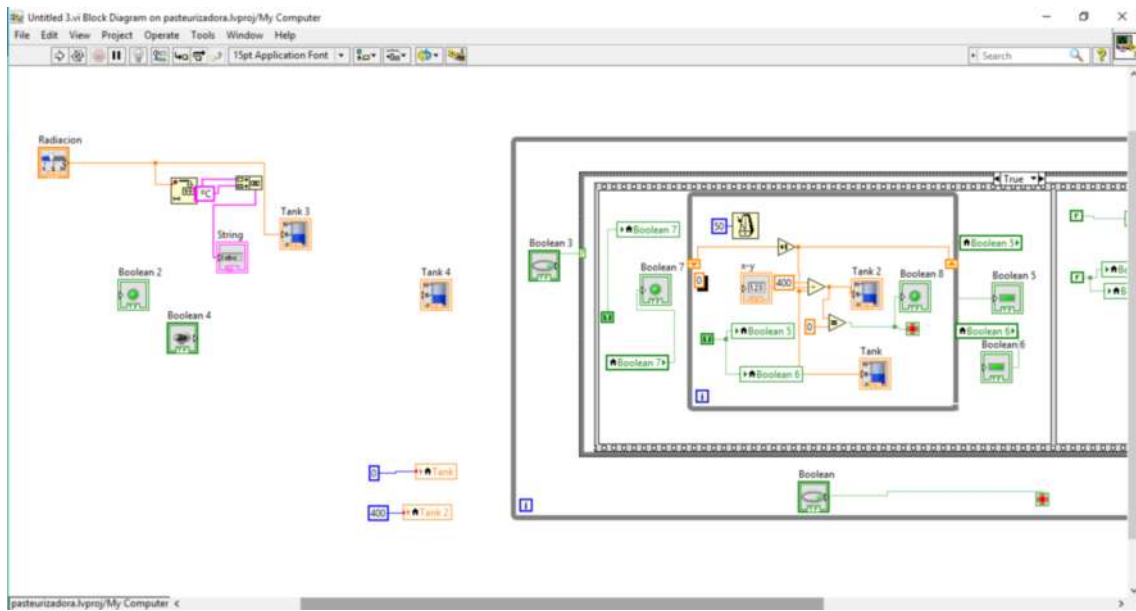 Untitled 3.vi Block Diagram on pasteurizadora.lvproj/My Computer
File Edit View Project Operate Tools Window Help
15pt Application Font
Search
Radiacion
°C
String
abc
Tank 3
Boolean 2
Tank 4
Boolean 4
0
Tank
400
Tank 2
Boolean 3
True
Boolean 7
50
Boolean 7
0
x-y
123
400
Tank 2
Boolean 8
Boolean 5
Boolean 5
0
Boolean 5
Boolean 6
Boolean 7
Boolean 6
Tank
Boolean 6
i
F
F
Boolean
i
pasteurizadora.lvproj/My Computer